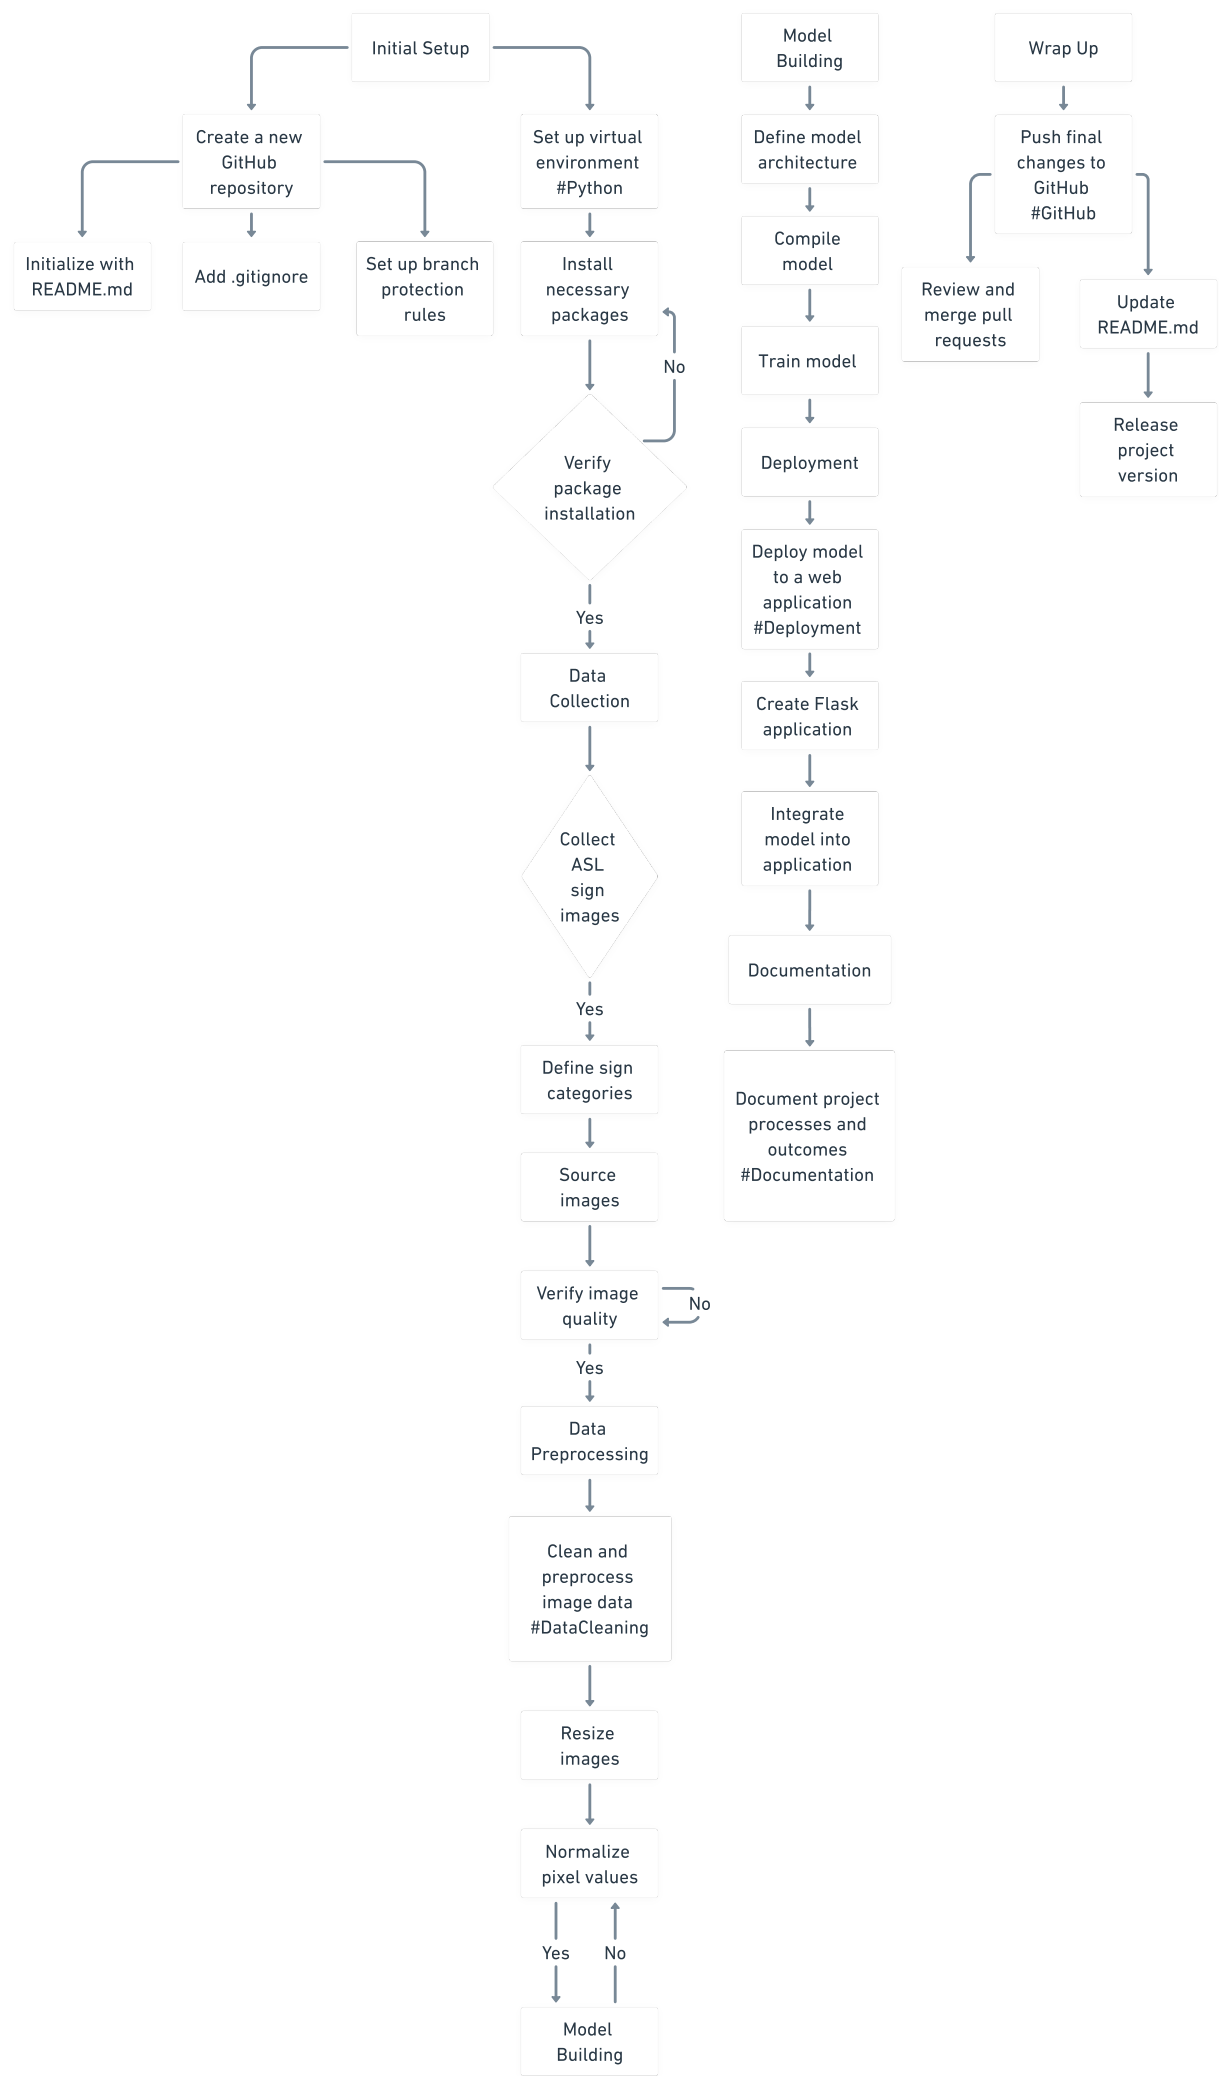 Initial Setup
Create a new
GitHub
repository
Initialize with
README.md
Add .gitignore
Set up branch
protection
rules
Set up virtual
environment
#Python
Install
necessary
packages
No
Verify
package
installation
Yes
Data
Collection
Collect
ASL
sign
images
Yes
Define sign
categories
Source
images
Verify image
quality
No
Yes
Data
Preprocessing
Clean and
preprocess
image data
#DataCleaning
Resize
images
Normalize
pixel values
Yes
No
Model
Building
Model
Building
Define model
architecture
Compile
model
Train model
Deployment
Deploy model
to a web
application
#Deployment
Create Flask
application
Integrate
model into
application
Documentation
Document project
processes and
outcomes
#Documentation
Wrap Up
Push final
changes to
GitHub
#GitHub
Review and
merge pull
requests
Update
README.md
Release
project
version